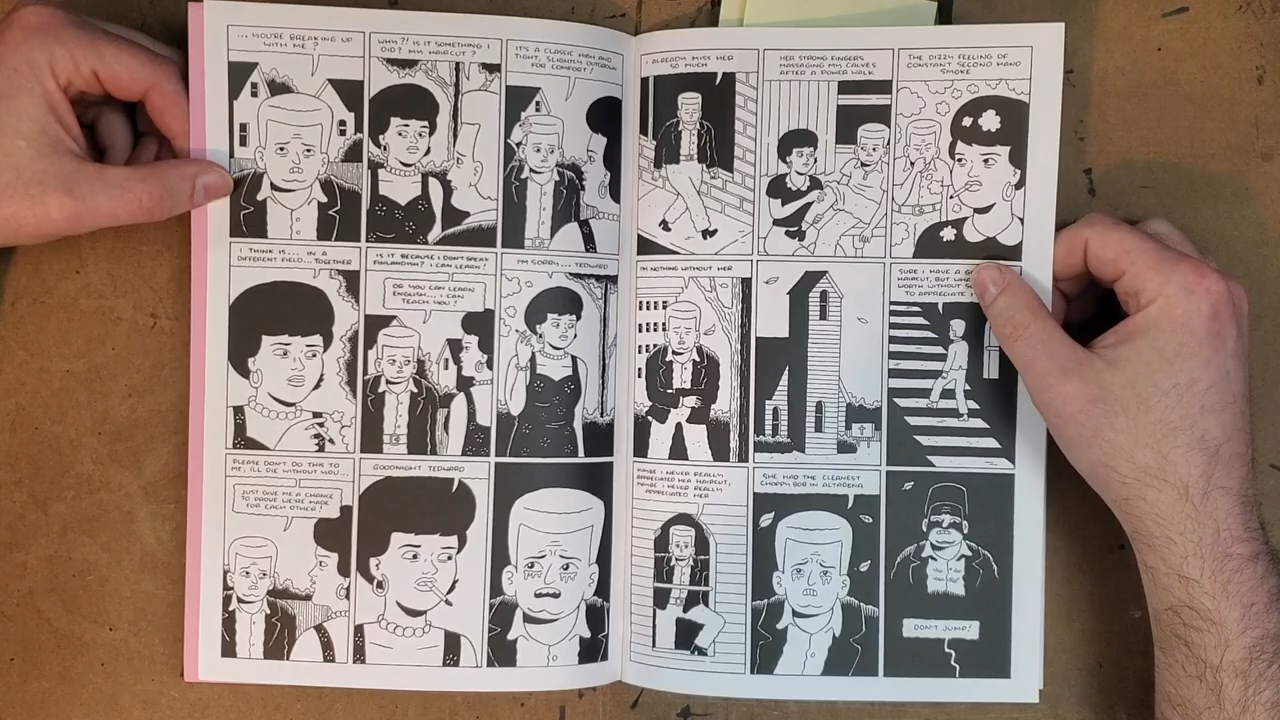 ... YOU'RE BREAKING UP
WITH ME?
WHY?! IS IT SOMETHING I
DID? MY HAIRCUT?
IT'S A CLASSIC HIGH AND
TIGHT, SLIGHTLY OUTGROWN
FOR COMFORT!
I THINK IS... IN A
DIFFERENT FIELD... TOGETHER
IS IT BECAUSE I DON'T SPEAK
FINLANDISH? I CAN LEARN!
OR YOU CAN LEARN
ENGLISH... I CAN
TEACH YOU!
I'M SORRY... TEDWARD
PLEASE DON'T DO THIS TO
ME, I'LL DIE WITHOUT YOU...
JUST GIVE ME A CHANCE
TO PROVE WE'RE MADE
FOR EACH OTHER!
GOODNIGHT TEDWARD
I ALREADY MISS HER
SO MUCH
HER STRONG FINGERS
MASSAGING MY CALVES
AFTER A POWER WALK
THE DIZZY FEELING OF
CONSTANT SECOND HAND
SMOKE
I'M NOTHING WITHOUT HER
SURE I HAVE A
HAIRCUT, BUT
WORTH WITHOUT
TO APPRECIATE
MAYBE I NEVER REALLY
APPRECIATED HER HAIRCUT,
MAYBE I NEVER REALLY
APPRECIATED HER
SHE HAD THE CLEANEST
CHOPPY BOB IN ALTADENA
DON'T JUMP!